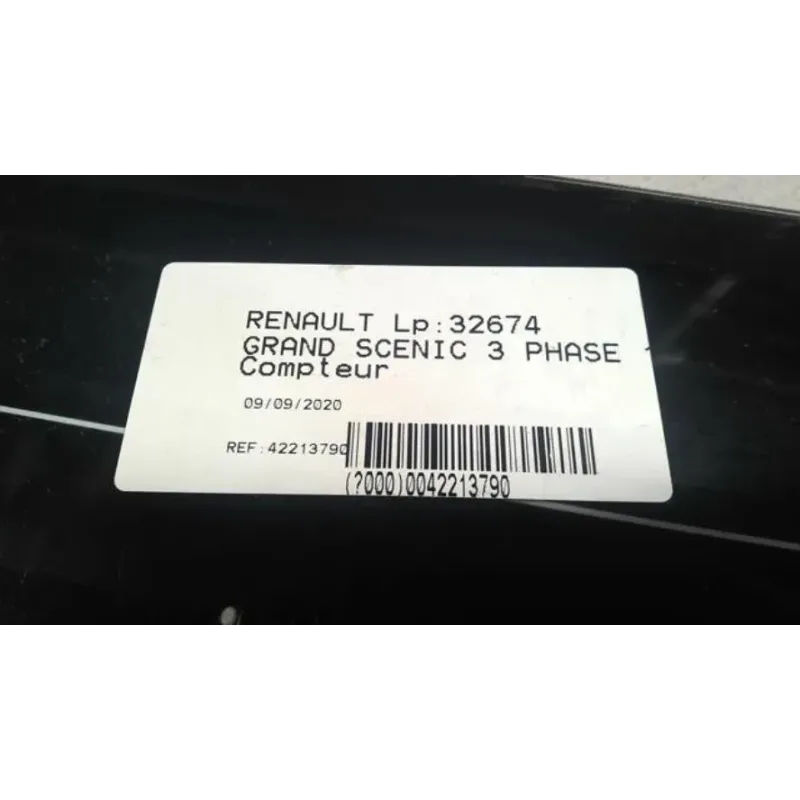 RENAULT Lp:32674
GRAND SCENIC 3 PHASE
Compteur
09/09/2020
REF:42213790
(?000)0042213790